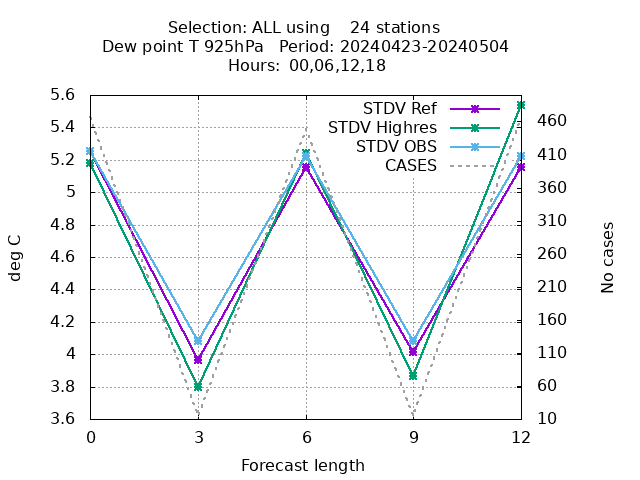 Selection: ALL using    24 stations
Dew point T 925hPa   Period: 20240423-20240504
Hours: 00,06,12,18
STDV Ref
STDV Highres
STDV OBS
CASES
5.6
5.4
5.2
5
4.8
4.6
4.4
4.2
4
3.8
3.6
460
410
360
310
260
210
160
110
60
10
deg C
No cases
0 3 6 9 12
Forecast length